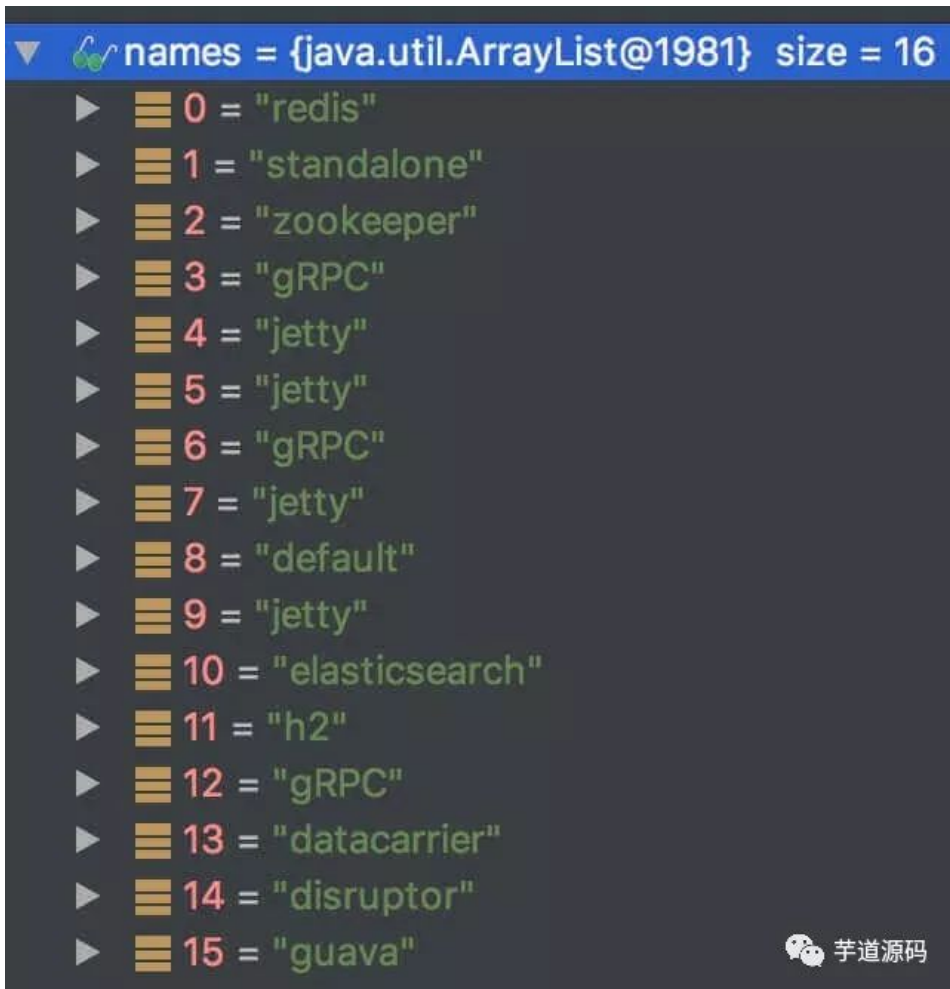 names = {java.util.ArrayList@1981} size = 16
0 = "redis"
1 = "standalone"
2 = "zookeeper"
3 = "gRPC"
4 = "jetty"
5 = "jetty"
6 = "gRPC"
7 = "jetty"
8 = "default"
9 = "jetty"
10 = "elasticsearch"
11 = "h2"
12 = "gRPC"
13 = "datacarrier"
14 = "disruptor"
15 = "guava"
芋道源码